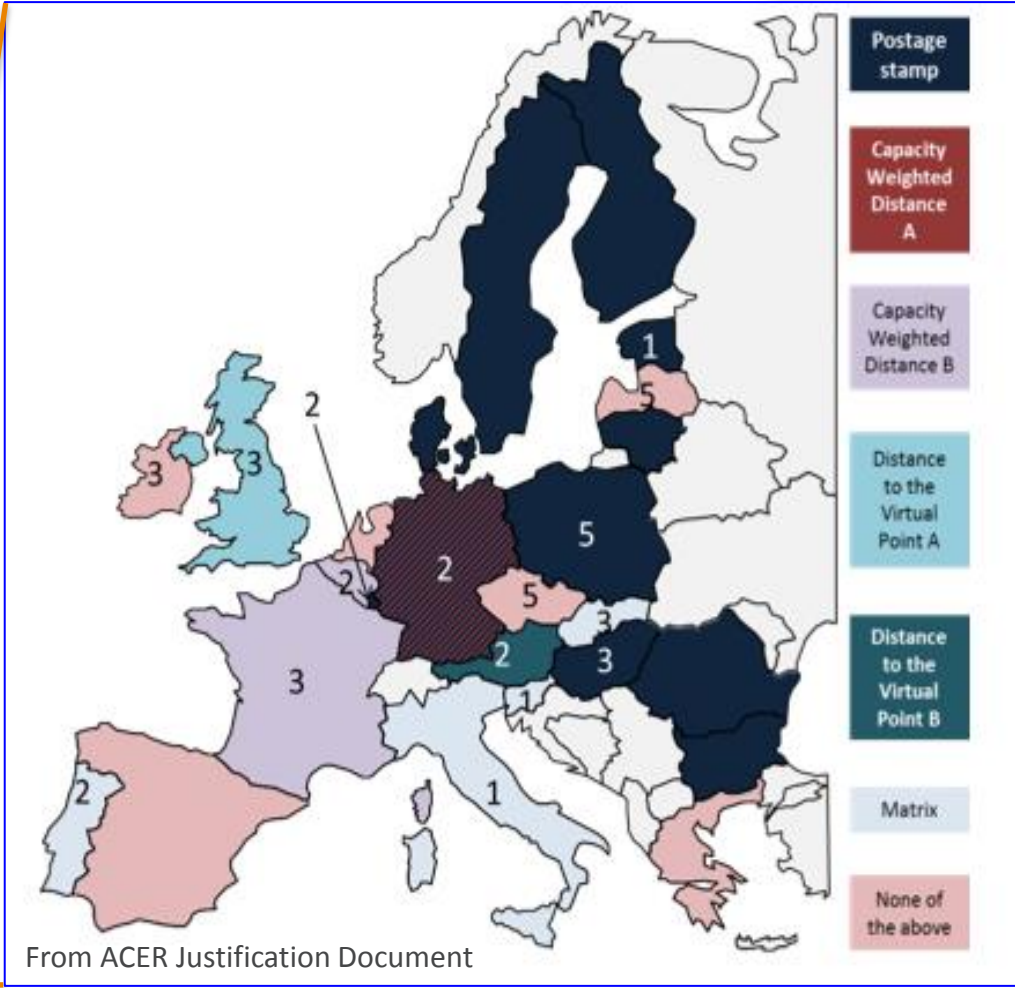 Postage
stamp
Capacity
Weighted
Distance
A
Capacity
Weighted
Distance B
Distance
to the
Virtual
Point A
Distance
to the
Virtual
Point B
Matrix
None of
the above
1
5
2
3
3
5
2
2
5
3
2
3
3
1
2
1
From ACER Justification Document